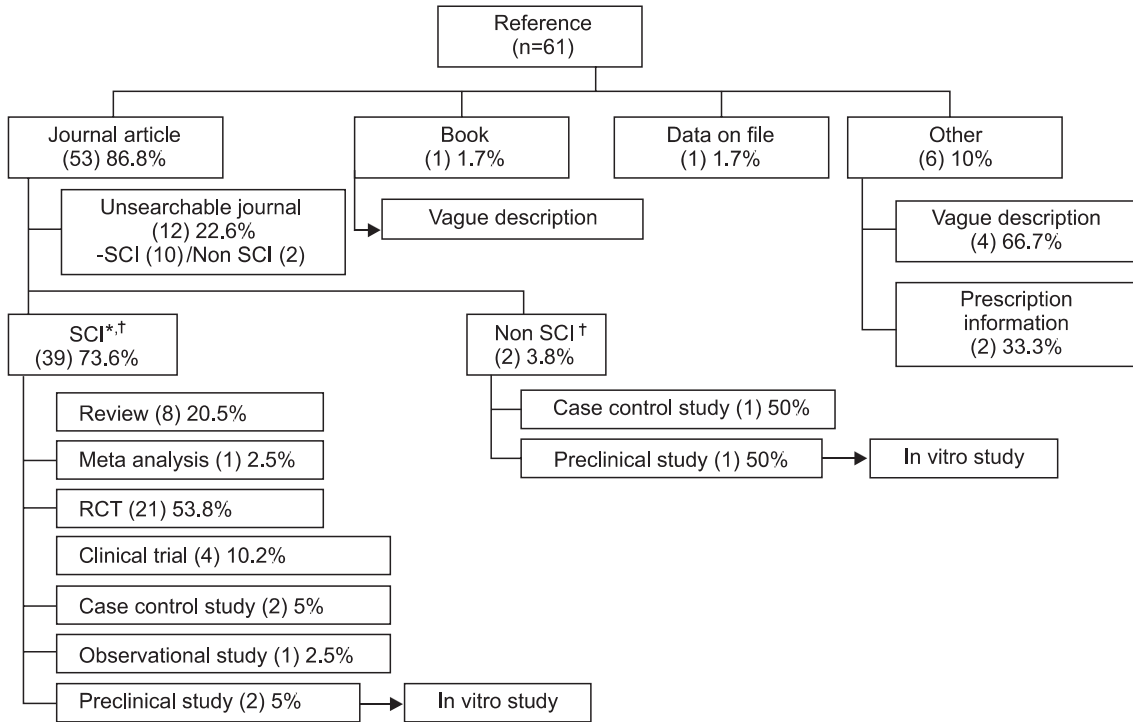 Reference
(n=61)
Journal article
(53) 86.8%
Book
(1) 1.7%
Data on file
(1) 1.7%
Other
(6) 10%
Unsearchable journal
(12) 22.6%
-SCI (10)/Non SCI (2)
Vague description
Vague description
(4) 66.7%
Prescription
information
(2) 33.3%
SCI*,†
(39) 73.6%
Non SCI †
(2) 3.8%
Review (8) 20.5%
Meta analysis (1) 2.5%
RCT (21) 53.8%
Clinical trial (4) 10.2%
Case control study (2) 5%
Observational study (1) 2.5%
Preclinical study (2) 5%
In vitro study
Case control study (1) 50%
Preclinical study (1) 50%
In vitro study